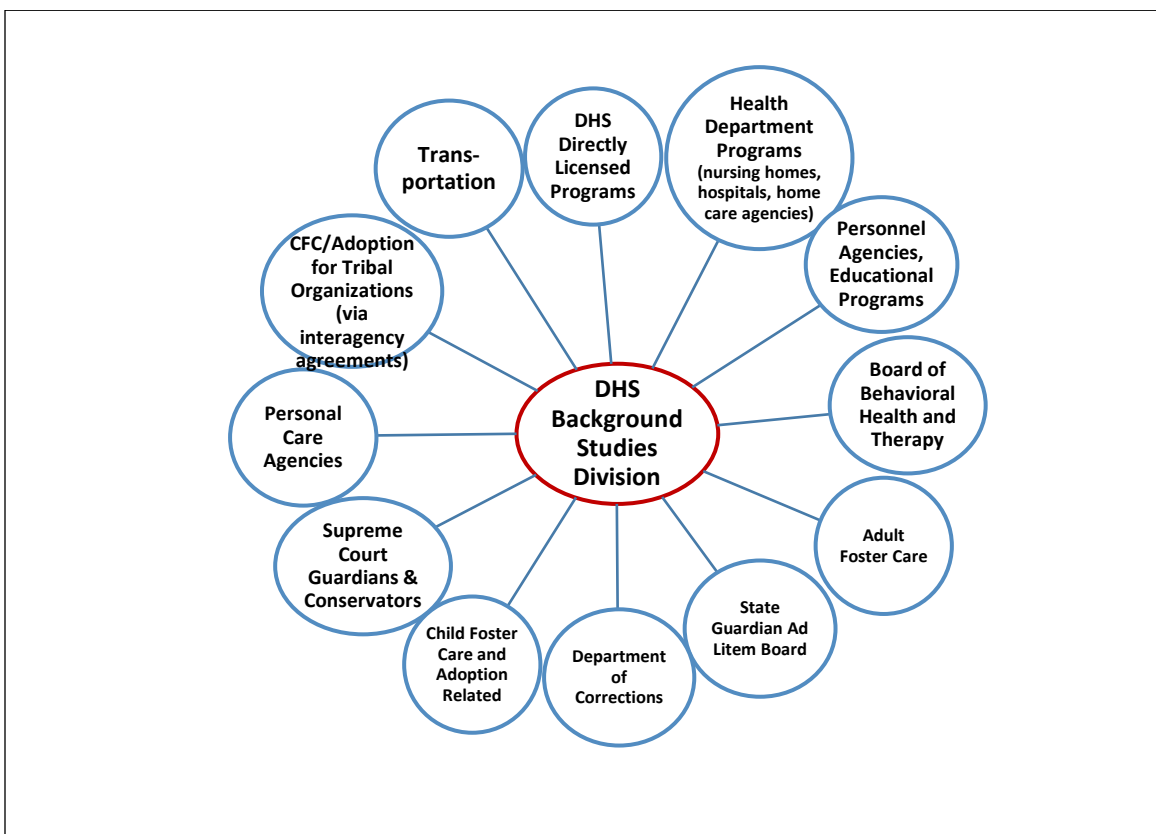 Trans-
portation
DHS
Directly
Licensed
Programs
Health
Department
Programs
(nursing homes,
hospitals, home
care agencies)
Personnel
Agencies,
Educational
Programs
Board of
Behavioral
Health and
Therapy
Adult
Foster Care
State
Guardian Ad
Litem Board
Department
of
Corrections
Child Foster
Care and
Adoption
Related
Supreme
Court
Guardians &
Conservators
Personal
Care
Agencies
CFC/Adoption
for Tribal
Organizations
(via
interagency
agreements)
DHS
Background
Studies
Division